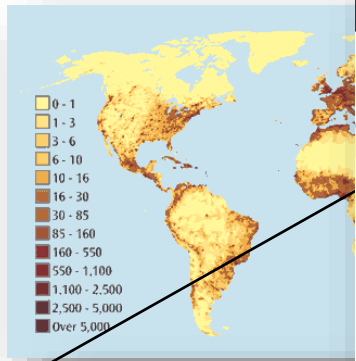 0 - 1
1 - 3
3 - 6
6 - 10
10 - 16
16 - 30
30 - 85
85 - 160
160 - 550
550 - 1,100
1,100 - 2.500
2,500 - 5,000
Over 5,000